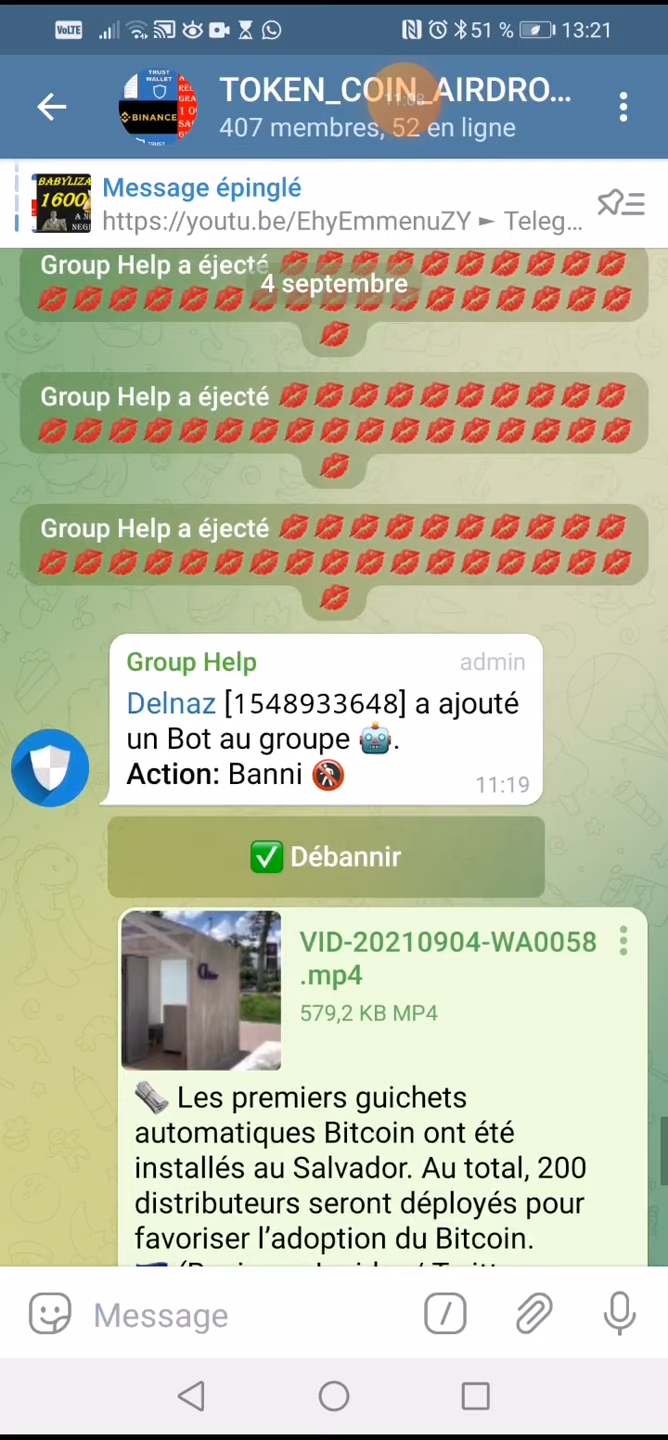 VoLTE 51 % 13:21
TOKEN_COIN_AIRDRO...
407 membres, 52 en ligne
TRUST
WALLET
BINANCE
Message épinglé
https://youtu.be/EhyEmmenuZY ► Teleg...
BABYLIZA
1600
Group Help a éjecté 💋💋💋💋💋💋💋💋💋💋
4 septembre
💋💋💋💋💋💋💋💋💋💋💋💋💋💋💋💋💋
💋
Group Help a éjecté 💋💋💋💋💋💋💋💋💋💋
💋💋💋💋💋💋💋💋💋💋💋💋💋💋💋💋💋
💋
Group Help a éjecté 💋💋💋💋💋💋💋💋💋💋
💋💋💋💋💋💋💋💋💋💋💋💋💋💋💋💋💋
💋
Group Help admin
Delnaz [1548933648] a ajouté
un Bot au groupe 🤖.
Action: Banni 🚷
11:19
✅ Débannir
VID-20210904-WA0058
.mp4
579,2 KB MP4
🗞 Les premiers guichets
automatiques Bitcoin ont été
installés au Salvador. Au total, 200
distributeurs seront déployés pour
favoriser l’adoption du Bitcoin.
Message